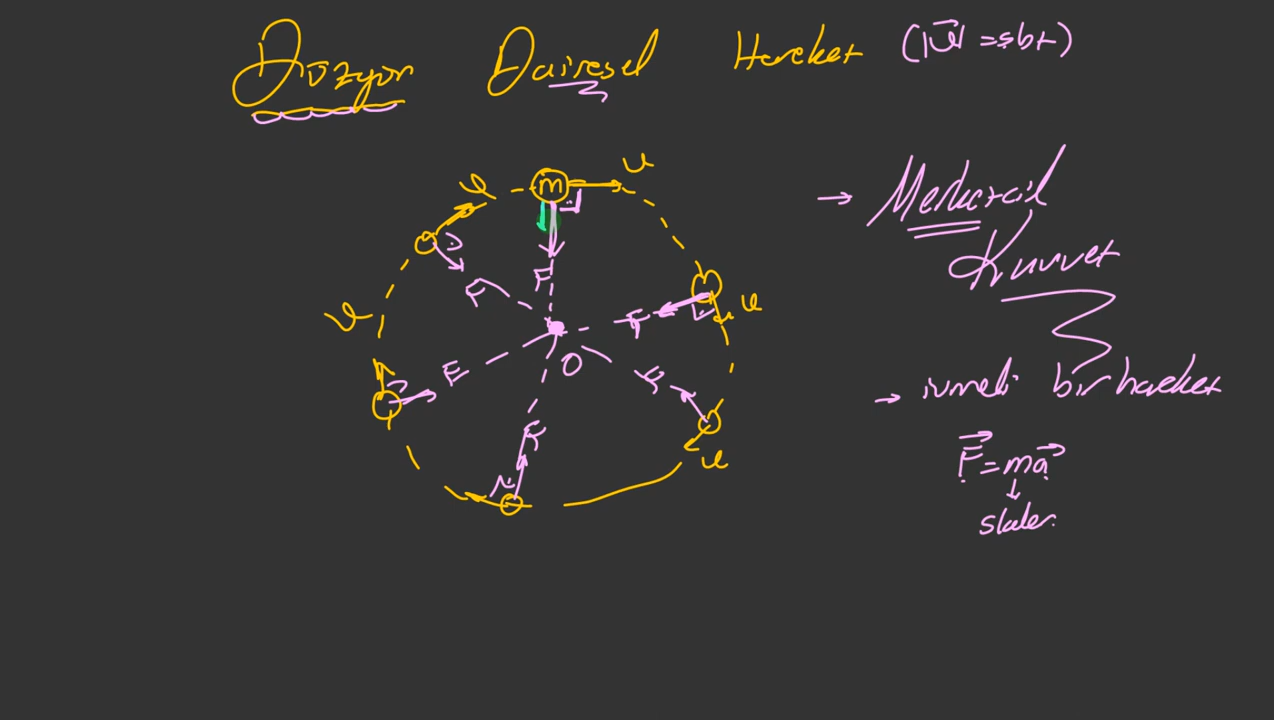 Düzgün Dairesel Hareket (|v⃗| = sbt)
υ
υ
m
→ Merkezcil
Kuvvet
F
F
υ
υ
F
O
F
F
→ ivmeli bir hareket
F
υ
F⃗ = ma⃗
↓
skaler